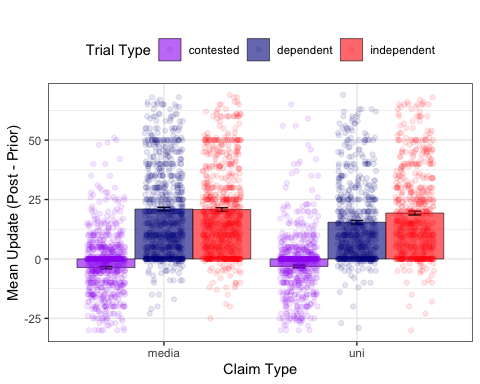 Trial Type contested dependent independent
Mean Update (Post - Prior)
50
25
0
-25
media uni
Claim Type